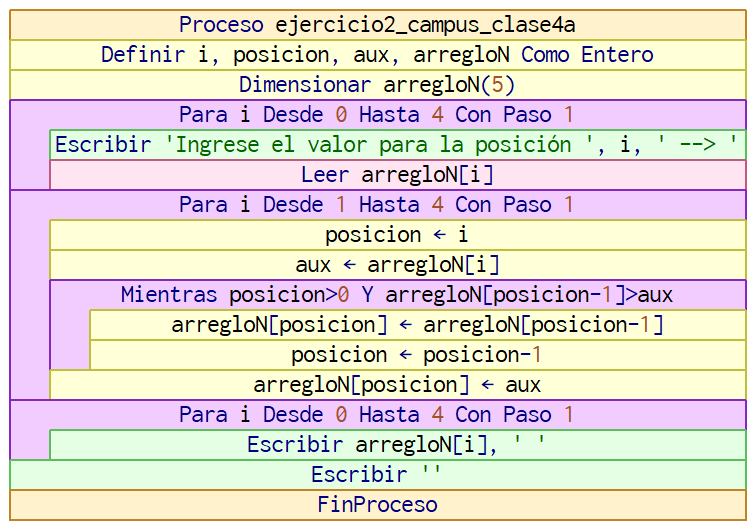 Proceso ejercicio2_campus_clase4a
Definir i, posicion, aux, arregloN Como Entero
Dimensionar arregloN(5)
Para i Desde 0 Hasta 4 Con Paso 1
Escribir 'Ingrese el valor para la posición ', i, ' --> '
Leer arregloN[i]
Para i Desde 1 Hasta 4 Con Paso 1
posicion ← i
aux ← arregloN[i]
Mientras posicion>0 Y arregloN[posicion-1]>aux
arregloN[posicion] ← arregloN[posicion-1]
posicion ← posicion-1
arregloN[posicion] ← aux
Para i Desde 0 Hasta 4 Con Paso 1
Escribir arregloN[i], ' '
Escribir ''
FinProceso